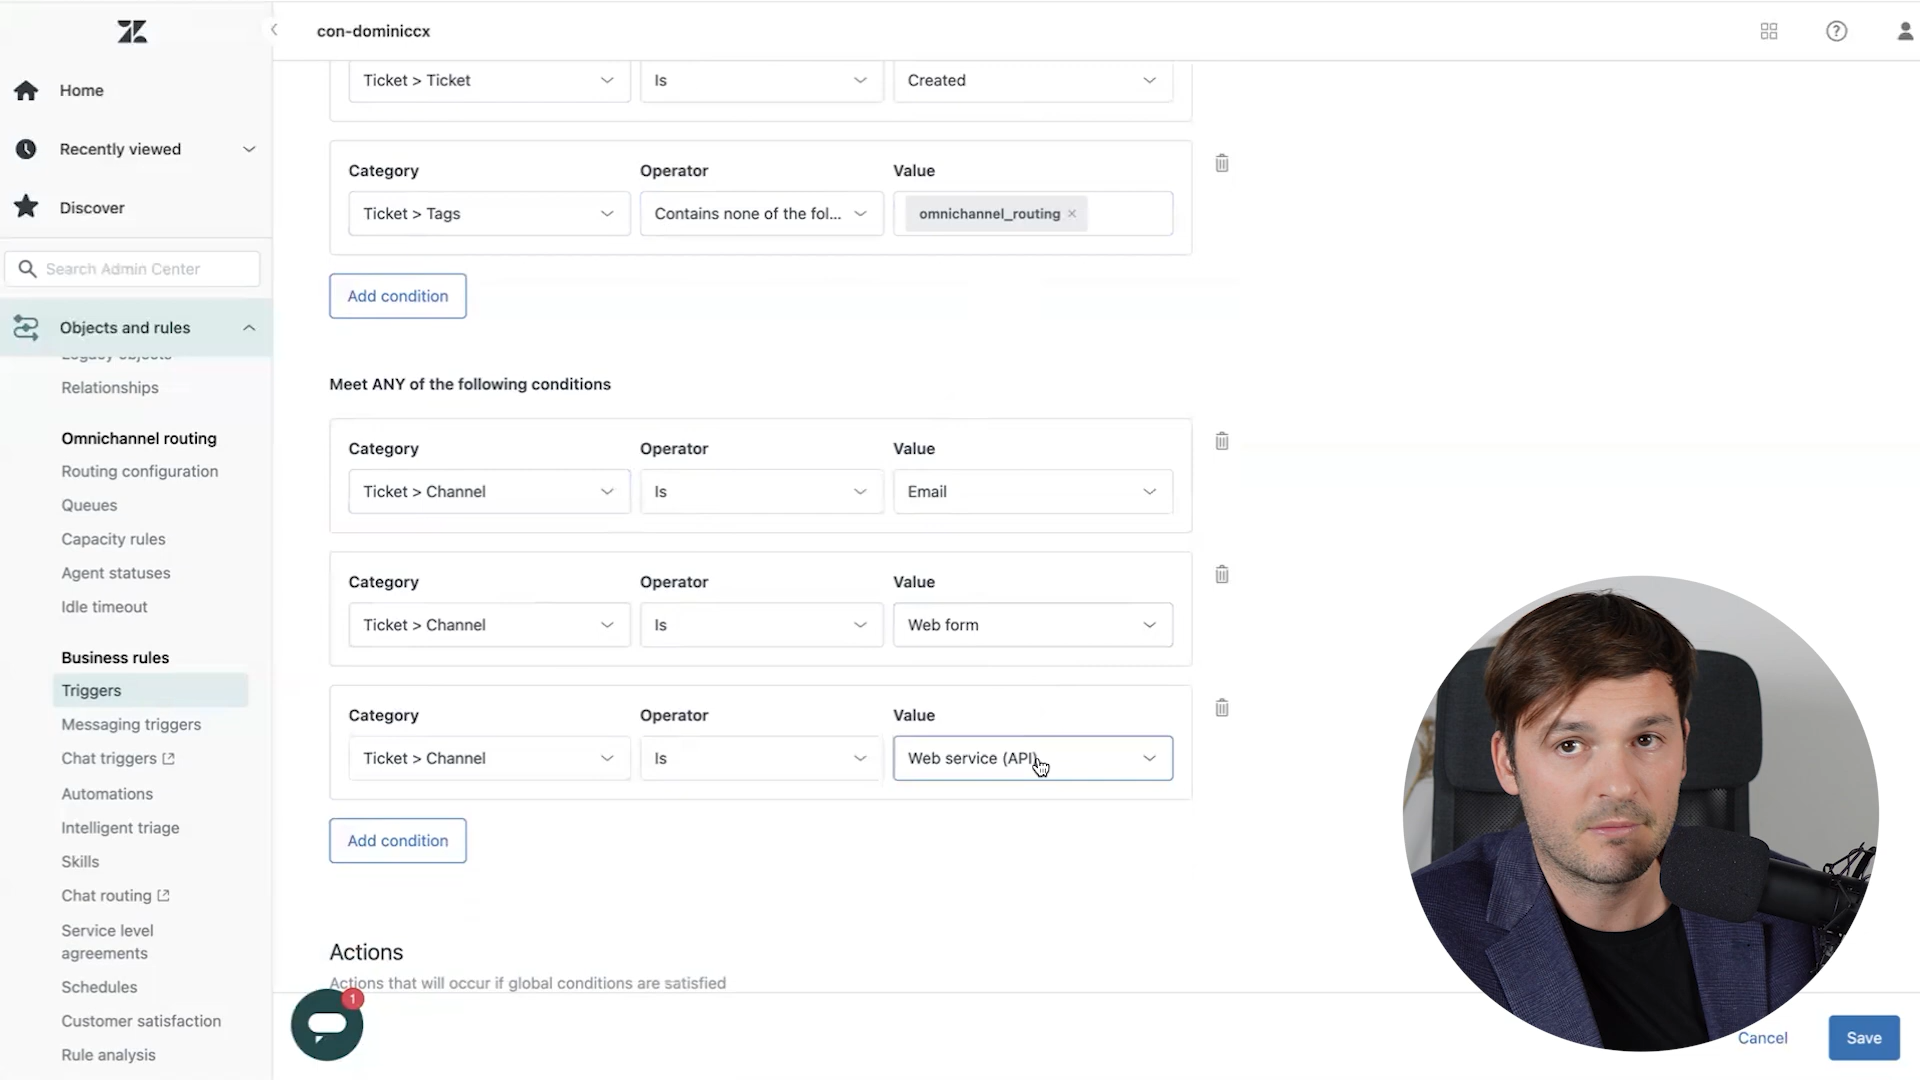 con-dominiccx
Home
Recently viewed
Discover
Search Admin Center
Objects and rules
Legacy objects
Relationships
Omnichannel routing
Routing configuration
Queues
Capacity rules
Agent statuses
Idle timeout
Business rules
Triggers
Messaging triggers
Chat triggers
Automations
Intelligent triage
Skills
Chat routing
Service level
agreements
Schedules
Customer satisfaction
Rule analysis
Ticket > Ticket
Is
Created
Category
Operator
Value
Ticket > Tags
Contains none of the fol...
omnichannel_routing ×
Add condition
Meet ANY of the following conditions
Category
Operator
Value
Ticket > Channel
Is
Email
Category
Operator
Value
Ticket > Channel
Is
Web form
Category
Operator
Value
Ticket > Channel
Is
Web service (API)
Add condition
Actions
Actions that will occur if global conditions are satisfied
1
Cancel
Save